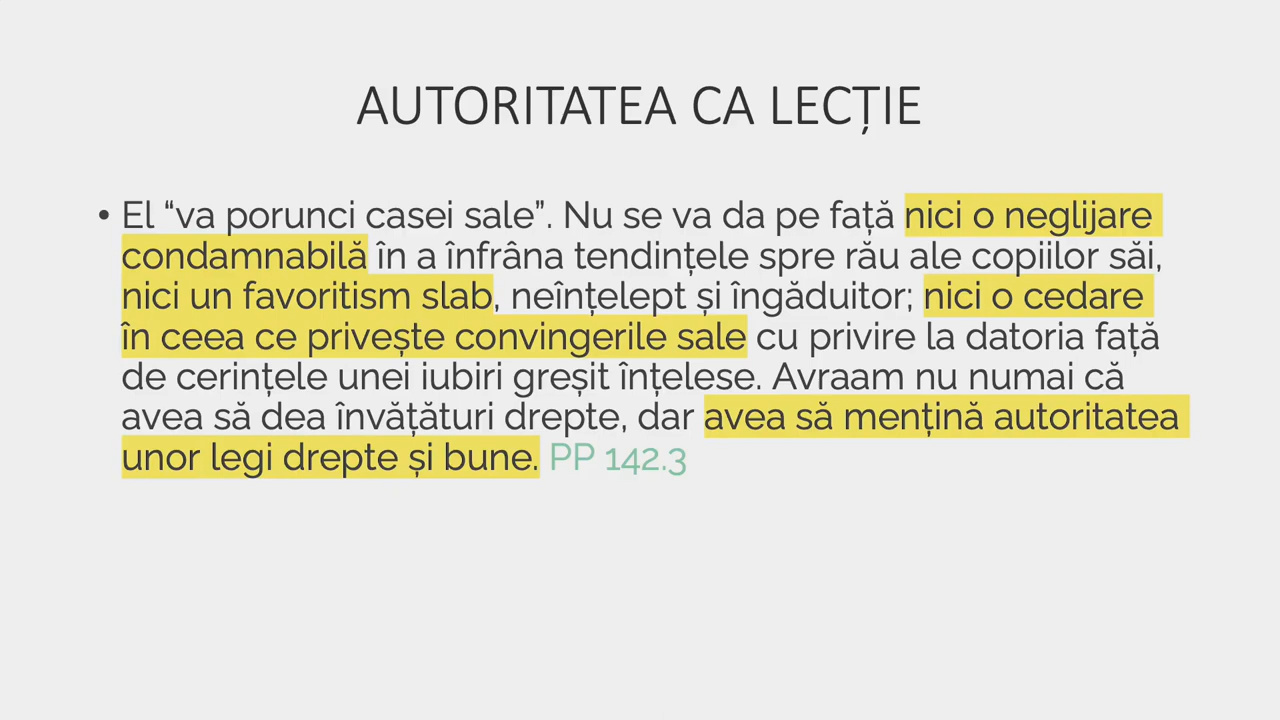 AUTORITATEA CA LECȚIE
• El “va porunci casei sale”. Nu se va da pe față nici o neglijare
condamnabilă în a înfrâna tendințele spre rău ale copiilor săi,
nici un favoritism slab, neînțelept și îngăduitor; nici o cedare
în ceea ce privește convingerile sale cu privire la datoria față
de cerințele unei iubiri greșit înțelese. Avraam nu numai că
avea să dea învățături drepte, dar avea să mențină autoritatea
unor legi drepte și bune. PP 142.3